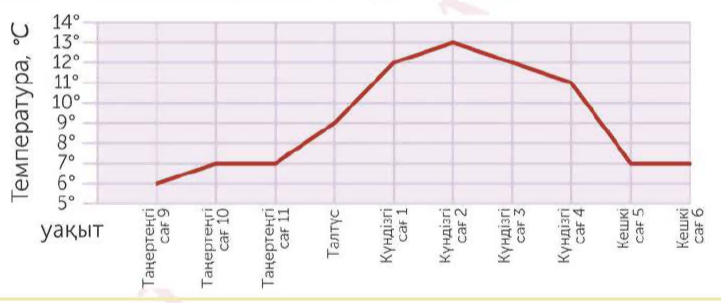 Температура, °C
14°
13°
12°
11°
10°
9°
8°
7°
6°
5°
уақыт
Таңертеңгі
сағ 9
Таңертеңгі
сағ 10
Таңертеңгі
сағ 11
Талтүс
Күндізгі
сағ 1
Күндізгі
сағ 2
Күндізгі
сағ 3
Күндізгі
сағ 4
Кешкі
сағ 5
Кешкі
сағ 6